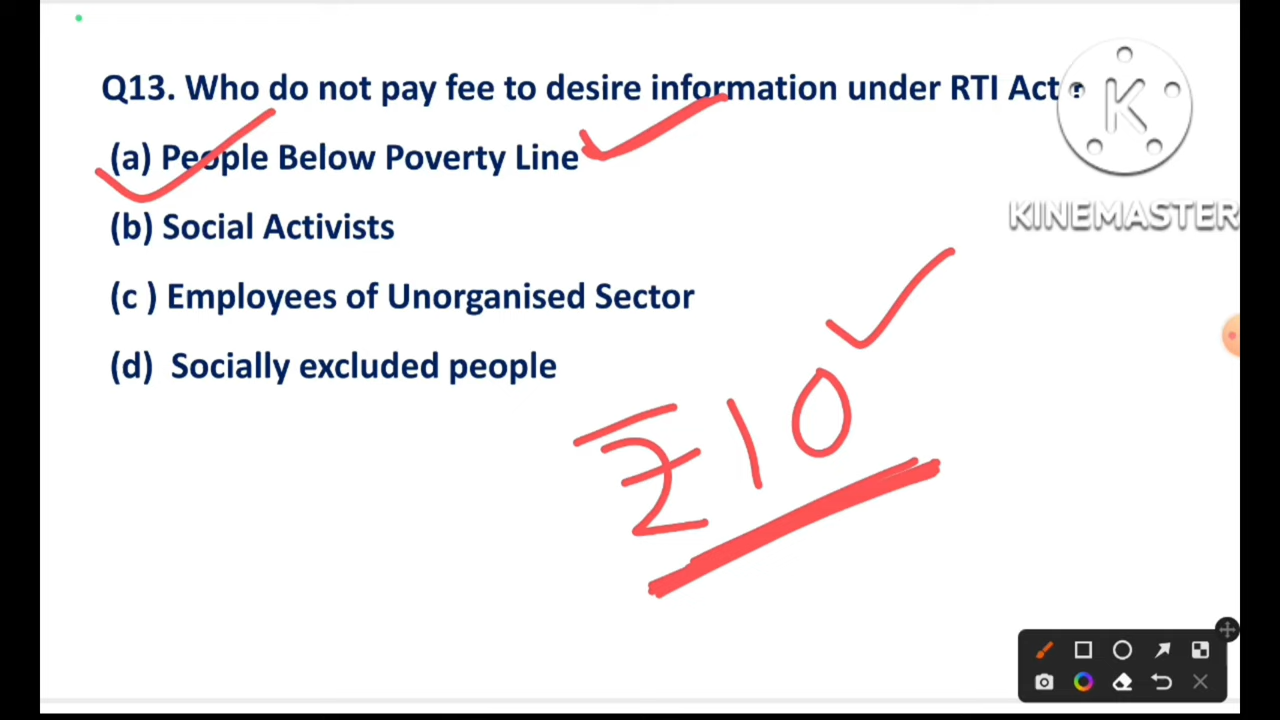 Q13. Who do not pay fee to desire information under RTI Act ?
(a) People Below Poverty Line
(b) Social Activists
(c ) Employees of Unorganised Sector
(d) Socially excluded people
₹10
K
KINEMASTER